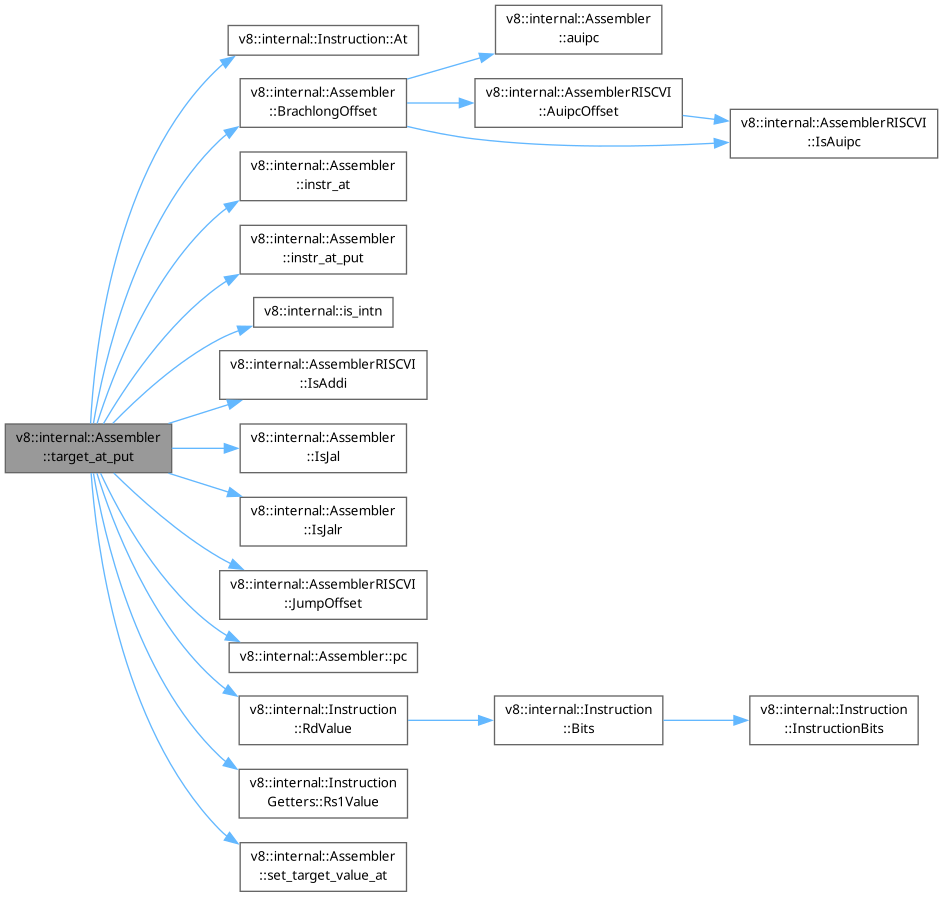 v8::internal::Assembler
::target_at_put
v8::internal::Instruction::At
v8::internal::Assembler
::BrachlongOffset
v8::internal::Assembler
::auipc
v8::internal::AssemblerRISCVI
::AuipcOffset
v8::internal::AssemblerRISCVI
::IsAuipc
v8::internal::Assembler
::instr_at
v8::internal::Assembler
::instr_at_put
v8::internal::is_intn
v8::internal::AssemblerRISCVI
::IsAddi
v8::internal::Assembler
::IsJal
v8::internal::Assembler
::IsJalr
v8::internal::AssemblerRISCVI
::JumpOffset
v8::internal::Assembler::pc
v8::internal::Instruction
::RdValue
v8::internal::Instruction
::Bits
v8::internal::Instruction
::InstructionBits
v8::internal::Instruction
Getters::Rs1Value
v8::internal::Assembler
::set_target_value_at